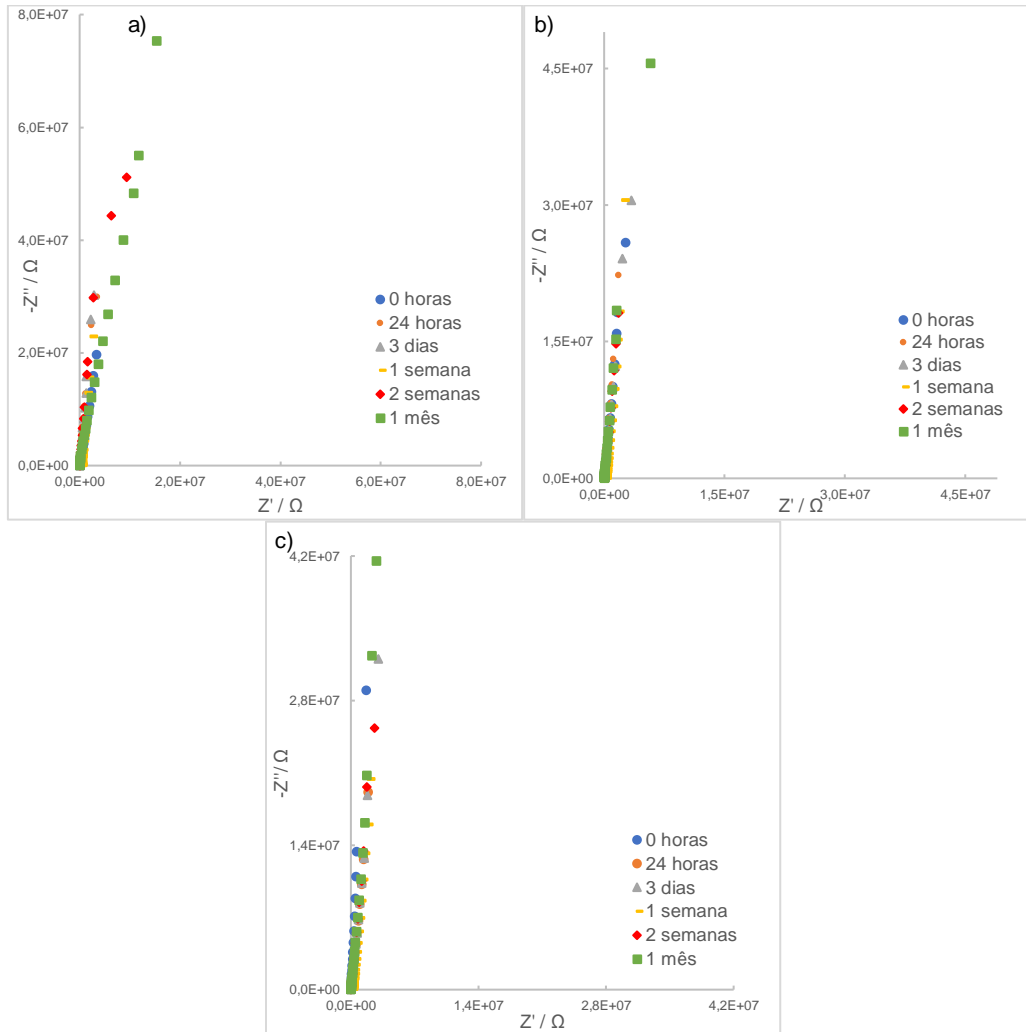 a)
8,0E+07
6,0E+07
4,0E+07
2,0E+07
0,0E+00
-Z'' / Ω
0,0E+00 2,0E+07 4,0E+07 6,0E+07 8,0E+07
Z' / Ω
0 horas
24 horas
3 dias
1 semana
2 semanas
1 mês
b)
4,5E+07
3,0E+07
1,5E+07
0,0E+00
-Z'' / Ω
0,0E+00 1,5E+07 3,0E+07 4,5E+07
Z' / Ω
0 horas
24 horas
3 dias
1 semana
2 semanas
1 mês
c)
4,2E+07
2,8E+07
1,4E+07
0,0E+00
-Z''/ Ω
0,0E+00 1,4E+07 2,8E+07 4,2E+07
Z' / Ω
0 horas
24 horas
3 dias
1 semana
2 semanas
1 mês